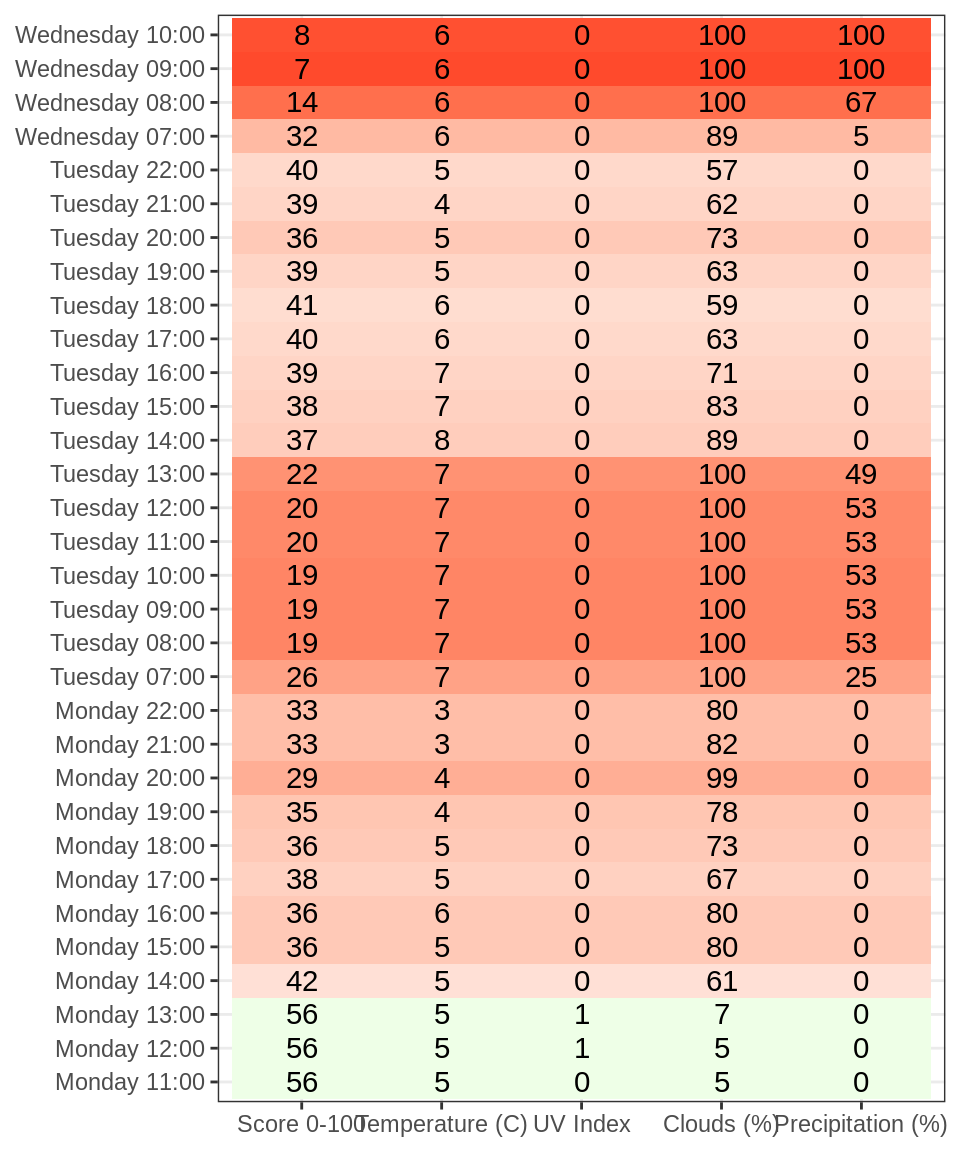 Wednesday 10:00 8 6 0 100 100
Wednesday 09:00 7 6 0 100 100
Wednesday 08:00 14 6 0 100 67
Wednesday 07:00 32 6 0 89 5
Tuesday 22:00 40 5 0 57 0
Tuesday 21:00 39 4 0 62 0
Tuesday 20:00 36 5 0 73 0
Tuesday 19:00 39 5 0 63 0
Tuesday 18:00 41 6 0 59 0
Tuesday 17:00 40 6 0 63 0
Tuesday 16:00 39 7 0 71 0
Tuesday 15:00 38 7 0 83 0
Tuesday 14:00 37 8 0 89 0
Tuesday 13:00 22 7 0 100 49
Tuesday 12:00 20 7 0 100 53
Tuesday 11:00 20 7 0 100 53
Tuesday 10:00 19 7 0 100 53
Tuesday 09:00 19 7 0 100 53
Tuesday 08:00 19 7 0 100 53
Tuesday 07:00 26 7 0 100 25
Monday 22:00 33 3 0 80 0
Monday 21:00 33 3 0 82 0
Monday 20:00 29 4 0 99 0
Monday 19:00 35 4 0 78 0
Monday 18:00 36 5 0 73 0
Monday 17:00 38 5 0 67 0
Monday 16:00 36 6 0 80 0
Monday 15:00 36 5 0 80 0
Monday 14:00 42 5 0 61 0
Monday 13:00 56 5 1 7 0
Monday 12:00 56 5 1 5 0
Monday 11:00 56 5 0 5 0
Score 0-100 Temperature (C) UV Index Clouds (%) Precipitation (%)